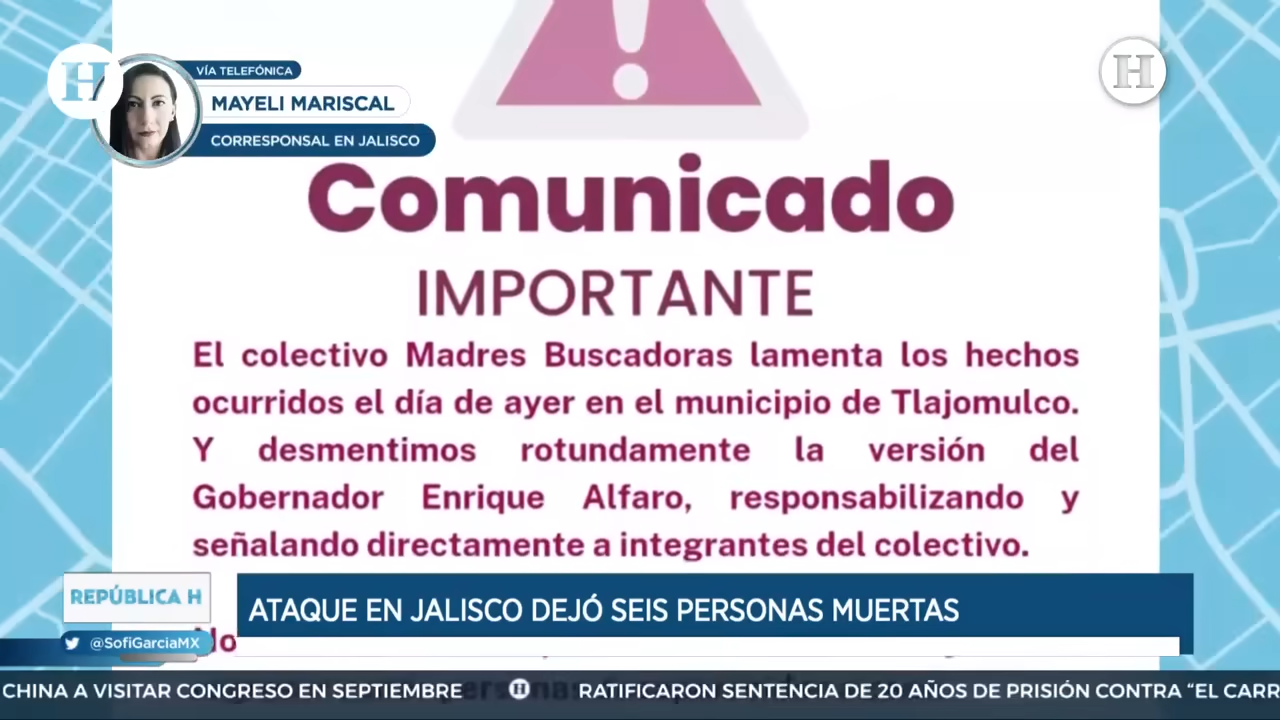 H
VÍA TELEFÓNICA
MAYELI MARISCAL
CORRESPONSAL EN JALISCO
H
Comunicado
IMPORTANTE
El colectivo Madres Buscadoras lamenta los hechos
ocurridos el día de ayer en el municipio de Tlajomulco.
Y desmentimos rotundamente la versión del
Gobernador Enrique Alfaro, responsabilizando y
señalando directamente a integrantes del colectivo.
REPÚBLICA H
ATAQUE EN JALISCO DEJÓ SEIS PERSONAS MUERTAS
@SofiGarciaMX
CHINA A VISITAR CONGRESO EN SEPTIEMBRE H RATIFICARON SENTENCIA DE 20 AÑOS DE PRISIÓN CONTRA “EL CARR